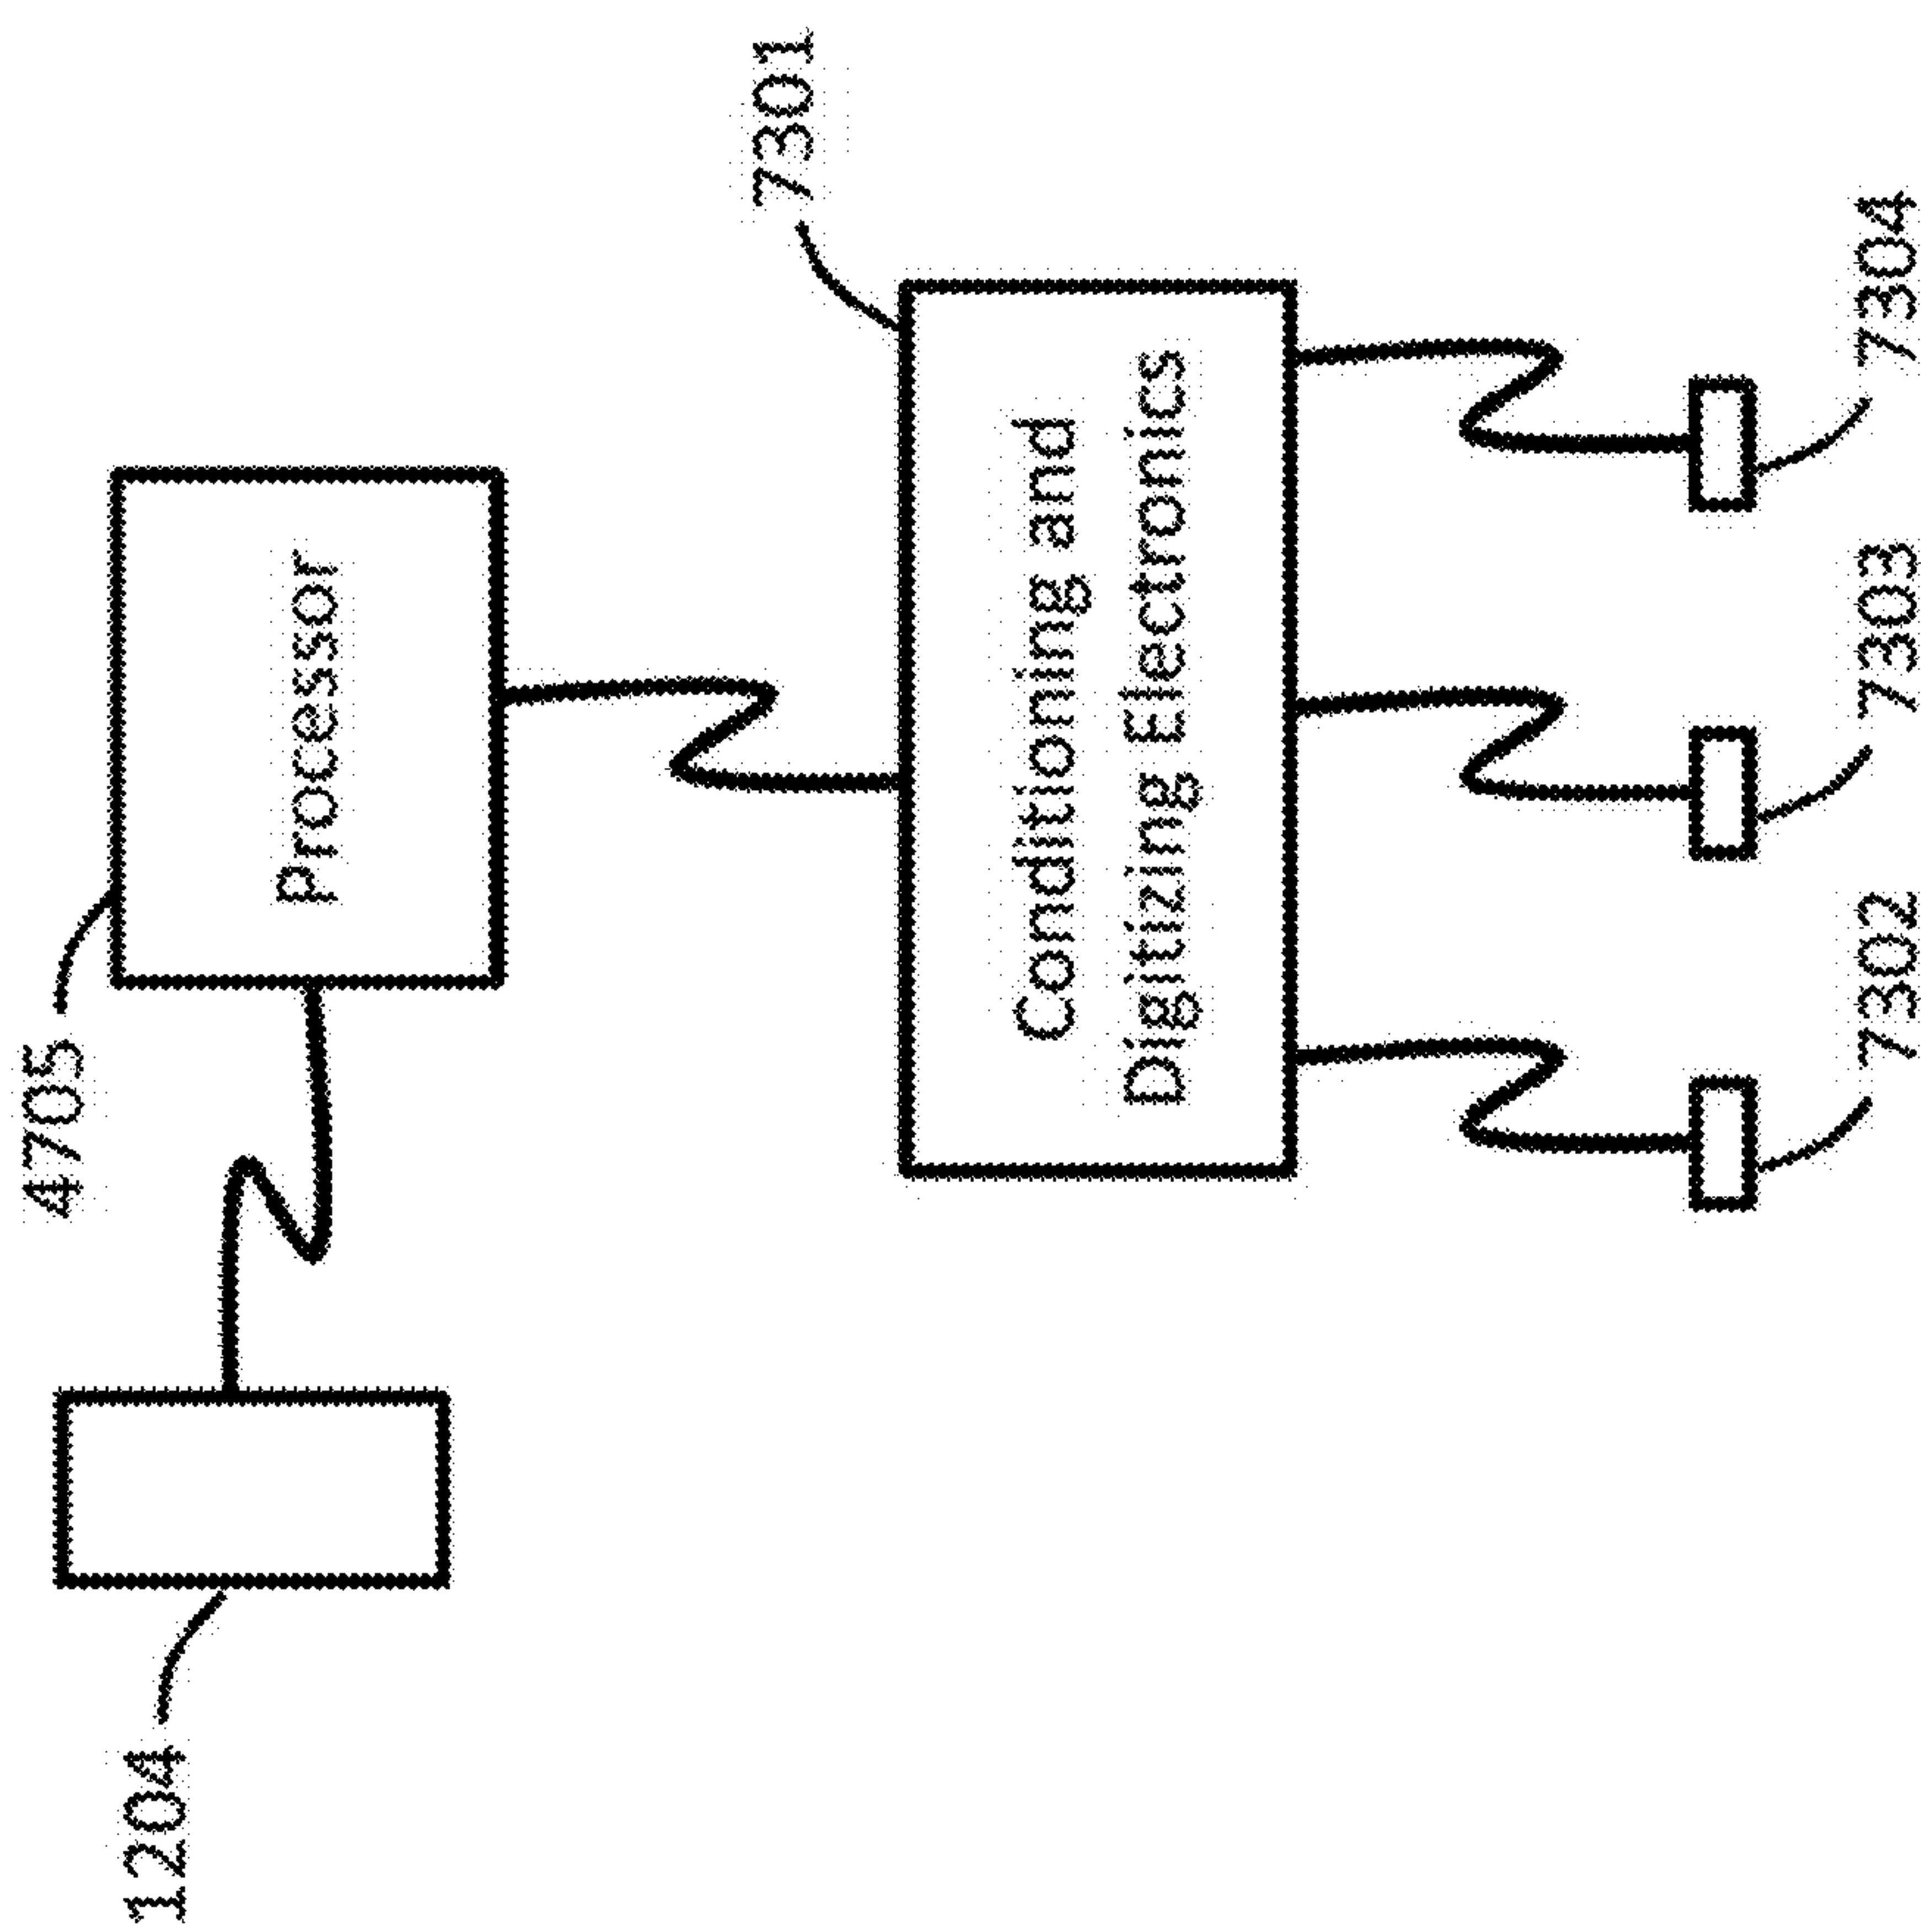 1204
4705
Processor
7301
Conditioning and
Digitizing Electronics
7302
7303
7304